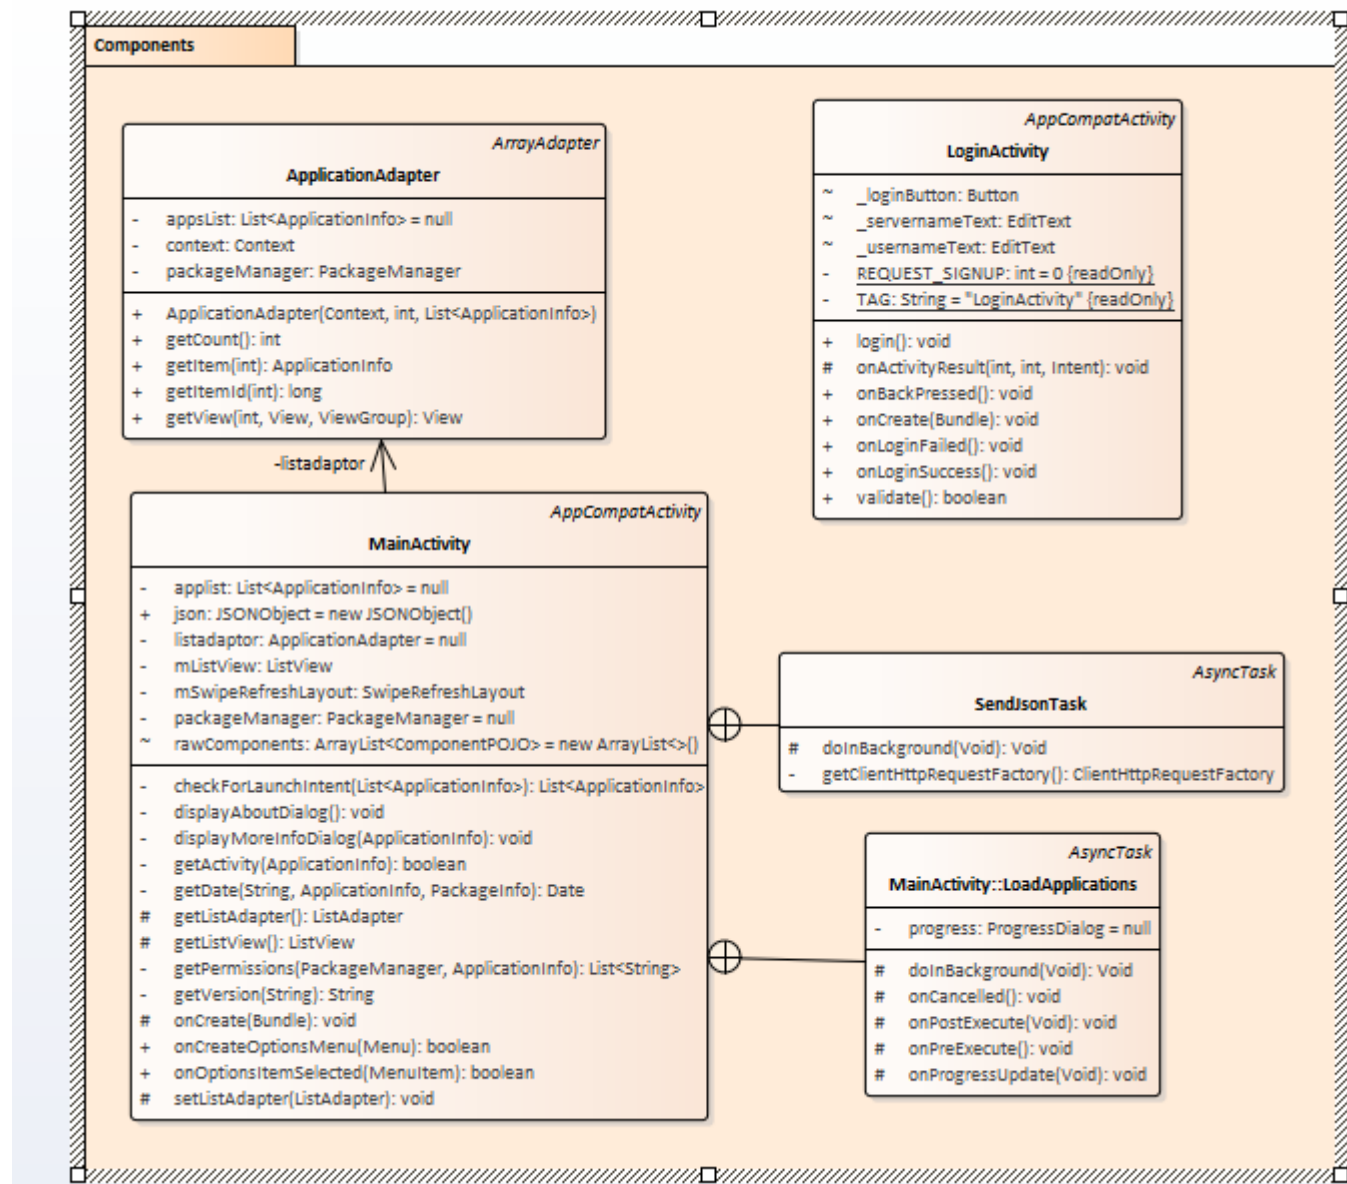 Components
ArrayAdapter
ApplicationAdapter
- appsList: List<ApplicationInfo> = null
- context: Context
- packageManager: PackageManager
+ ApplicationAdapter(Context, int, List<ApplicationInfo>)
+ getCount(): int
+ getItem(int): ApplicationInfo
+ getItemId(int): long
+ getView(int, View, ViewGroup): View
-listadaptor
AppCompatActivity
MainActivity
- applist: List<ApplicationInfo> = null
+ json: JSONObject = new JSONObject()
- listadaptor: ApplicationAdapter = null
- mListView: ListView
- mSwipeRefreshLayout: SwipeRefreshLayout
- packageManager: PackageManager = null
~ rawComponents: ArrayList<ComponentPOJO> = new ArrayList<>()
- checkForLaunchIntent(List<ApplicationInfo>): List<ApplicationInfo>
- displayAboutDialog(): void
- displayMoreInfoDialog(ApplicationInfo): void
- getActivity(ApplicationInfo): boolean
- getDate(String, ApplicationInfo, PackageInfo): Date
# getListAdapter(): ListAdapter
# getListView(): ListView
- getPermissions(PackageManager, ApplicationInfo): List<String>
- getVersion(String): String
# onCreate(Bundle): void
+ onCreateOptionsMenu(Menu): boolean
+ onOptionsItemSelected(MenuItem): boolean
# setListAdapter(ListAdapter): void
AppCompatActivity
LoginActivity
~ _loginButton: Button
~ _servernameText: EditText
~ _usernameText: EditText
- REQUEST_SIGNUP: int = 0 {readOnly}
- TAG: String = "LoginActivity" {readOnly}
+ login(): void
# onActivityResult(int, int, Intent): void
+ onBackPressed(): void
+ onCreate(Bundle): void
+ onLoginFailed(): void
+ onLoginSuccess(): void
+ validate(): boolean
AsyncTask
SendJsonTask
# doInBackground(Void): Void
- getClientHttpRequestFactory(): ClientHttpRequestFactory
AsyncTask
MainActivity::LoadApplications
- progress: ProgressDialog = null
# doInBackground(Void): Void
# onCancelled(): void
# onPostExecute(Void): void
# onPreExecute(): void
# onProgressUpdate(Void): void